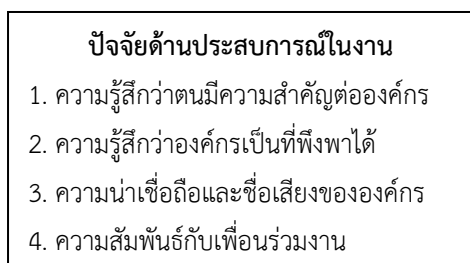 ปัจจัยด้านประสบการณ์ในงาน
1. ความรู้สึกว่าตนมีความสำคัญต่อองค์กร
2. ความรู้สึกว่าองค์กรเป็นที่พึงพาได้
3. ความน่าเชื่อถือและชื่อเสียงขององค์กร
4. ความสัมพันธ์กับเพื่อนร่วมงาน